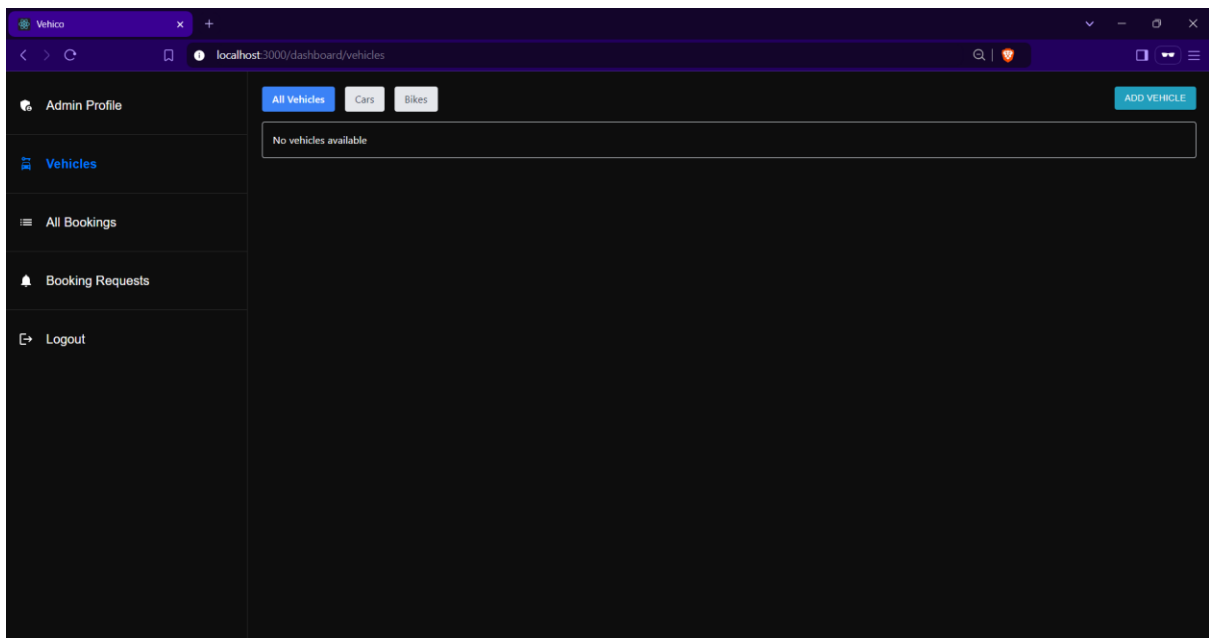 Vehico
localhost:3000/dashboard/vehicles
Admin Profile
Vehicles
All Bookings
Booking Requests
Logout
All Vehicles Cars Bikes ADD VEHICLE
No vehicles available